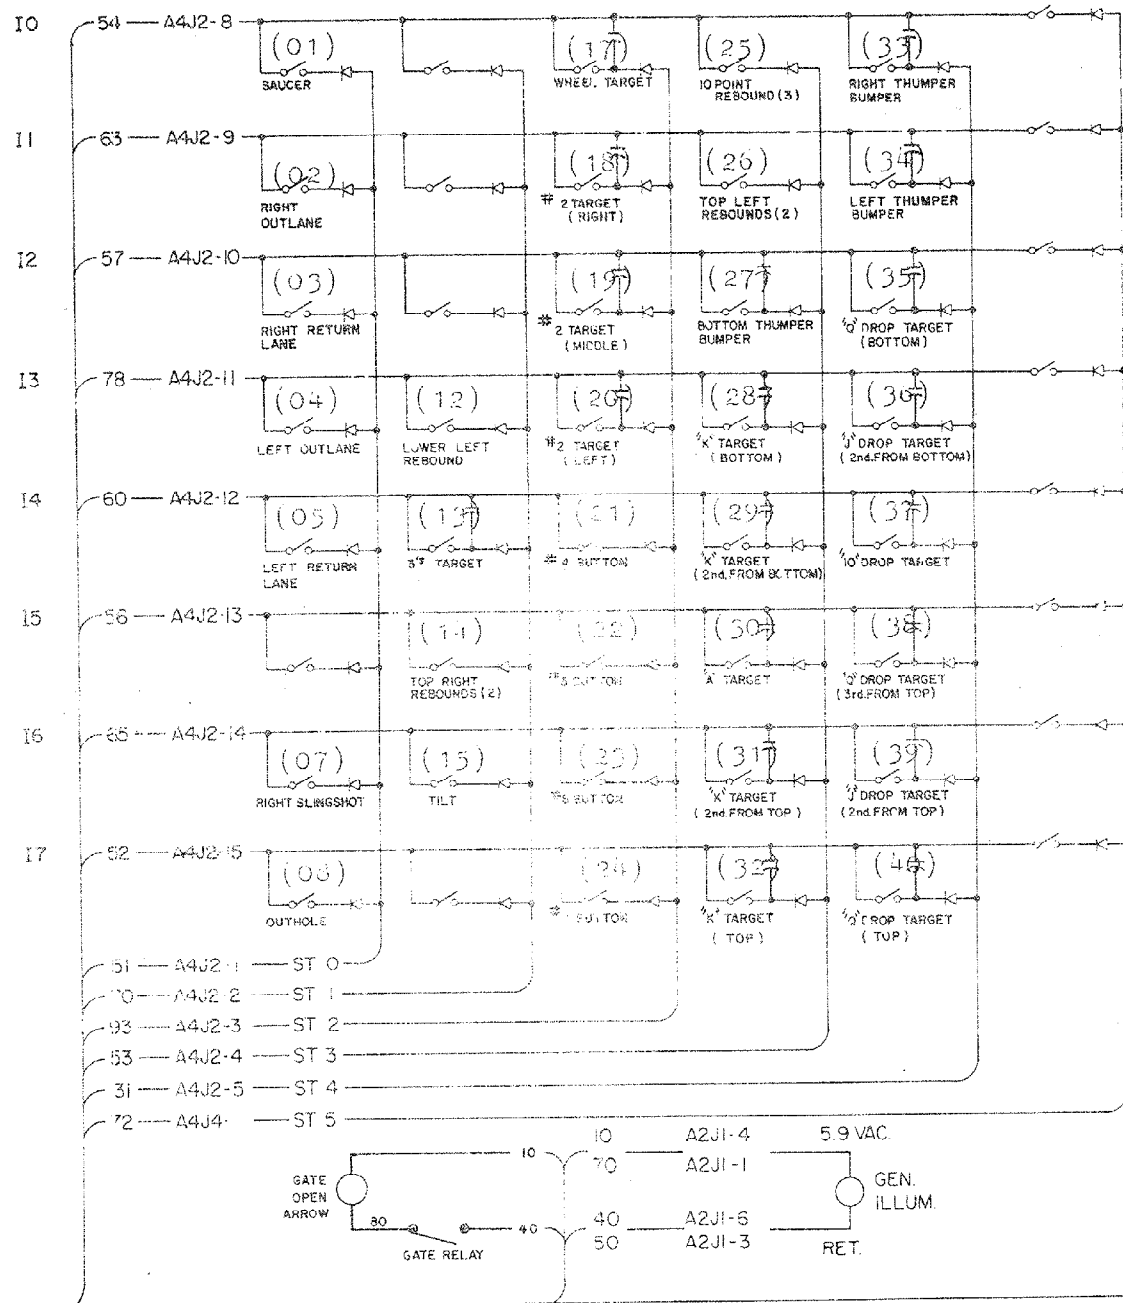 I0 54 A4J2-8
(01) (17) (25) (33)
SAUCER WHEEL TARGET 10 POINT REBOUND (3) RIGHT THUMPER BUMPER
I1 63 A4J2-9
(02) (18) (26) (34)
RIGHT OUTLANE # 2 TARGET (RIGHT) TOP LEFT REBOUNDS (2) LEFT THUMPER BUMPER
I2 57 A4J2-10
(03) (19) (27) (35)
RIGHT RETURN LANE # 2 TARGET (MIDDLE) BOTTOM THUMPER BUMPER "Q" DROP TARGET (BOTTOM)
I3 78 A4J2-11
(04) (12) (20) (28) (36)
LEFT OUTLANE LOWER LEFT REBOUND # 2 TARGET (LEFT) "K" TARGET (BOTTOM) "J" DROP TARGET (2nd. FROM BOTTOM)
I4 60 A4J2-12
(05) (13) (21) (29) (37)
LEFT RETURN LANE TARGET # 4 BUTTON "K" TARGET (2nd. FROM BOTTOM) "10" DROP TARGET
I5 56 A4J2-13
(14) (22) (30) (38)
TOP RIGHT REBOUNDS (2) # 5 BUTTON "A" TARGET "Q" DROP TARGET (3rd. FROM TOP)
I6 65 A4J2-14
(07) (15) (23) (31) (39)
RIGHT SLINGSHOT TILT # 6 BUTTON "K" TARGET (2nd. FROM TOP) "J" DROP TARGET (2nd. FROM TOP)
I7 52 A4J2-15
(08) (24) (32) (40)
OUTHOLE # BUTTON "K" TARGET (TOP) "Q" DROP TARGET (TOP)
51 A4J2-1 ST 0
A4J2-2 ST 1
93 A4J2-3 ST 2
53 A4J2-4 ST 3
31 A4J2-5 ST 4
72 A4J4- ST 5
10 A2J1-4 5.9 VAC.
10 70 A2J1-1
GATE OPEN ARROW GEN. ILLUM.
80 40 40 A2J1-6
50 A2J1-3 RET.
GATE RELAY